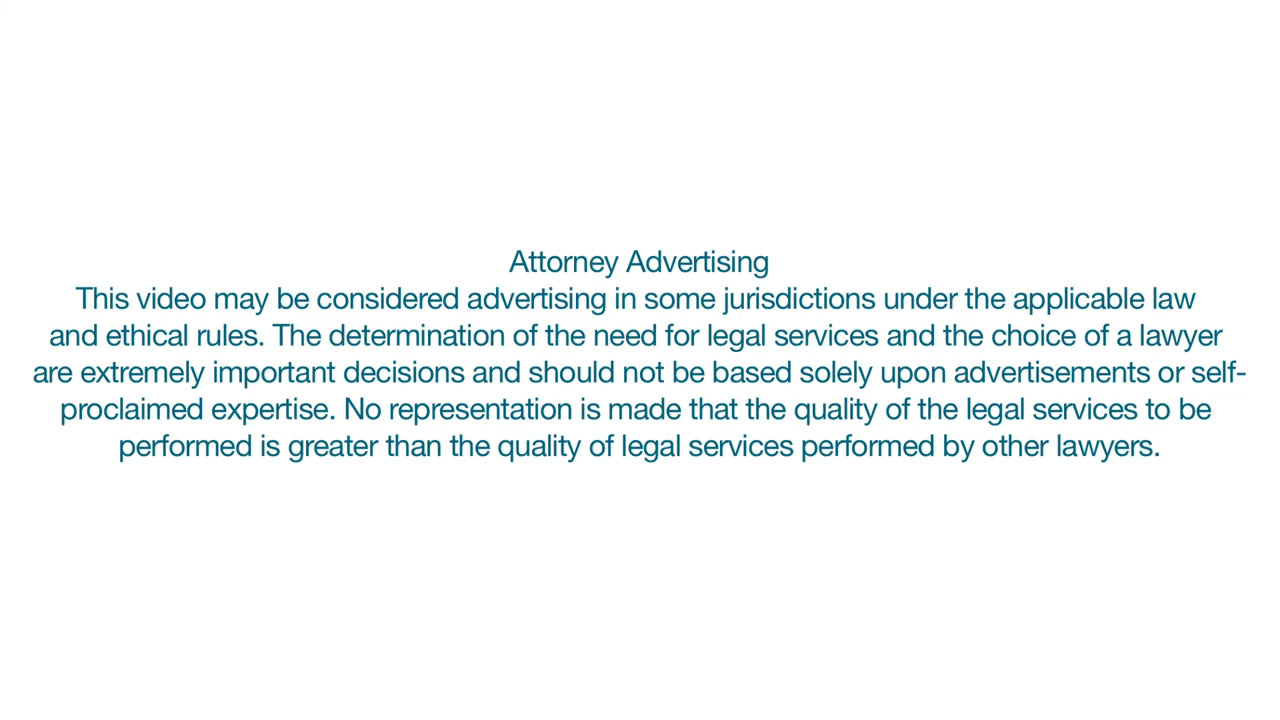 Attorney Advertising
This video may be considered advertising in some jurisdictions under the applicable law
and ethical rules. The determination of the need for legal services and the choice of a lawyer
are extremely important decisions and should not be based solely upon advertisements or self-
proclaimed expertise. No representation is made that the quality of the legal services to be
performed is greater than the quality of legal services performed by other lawyers.